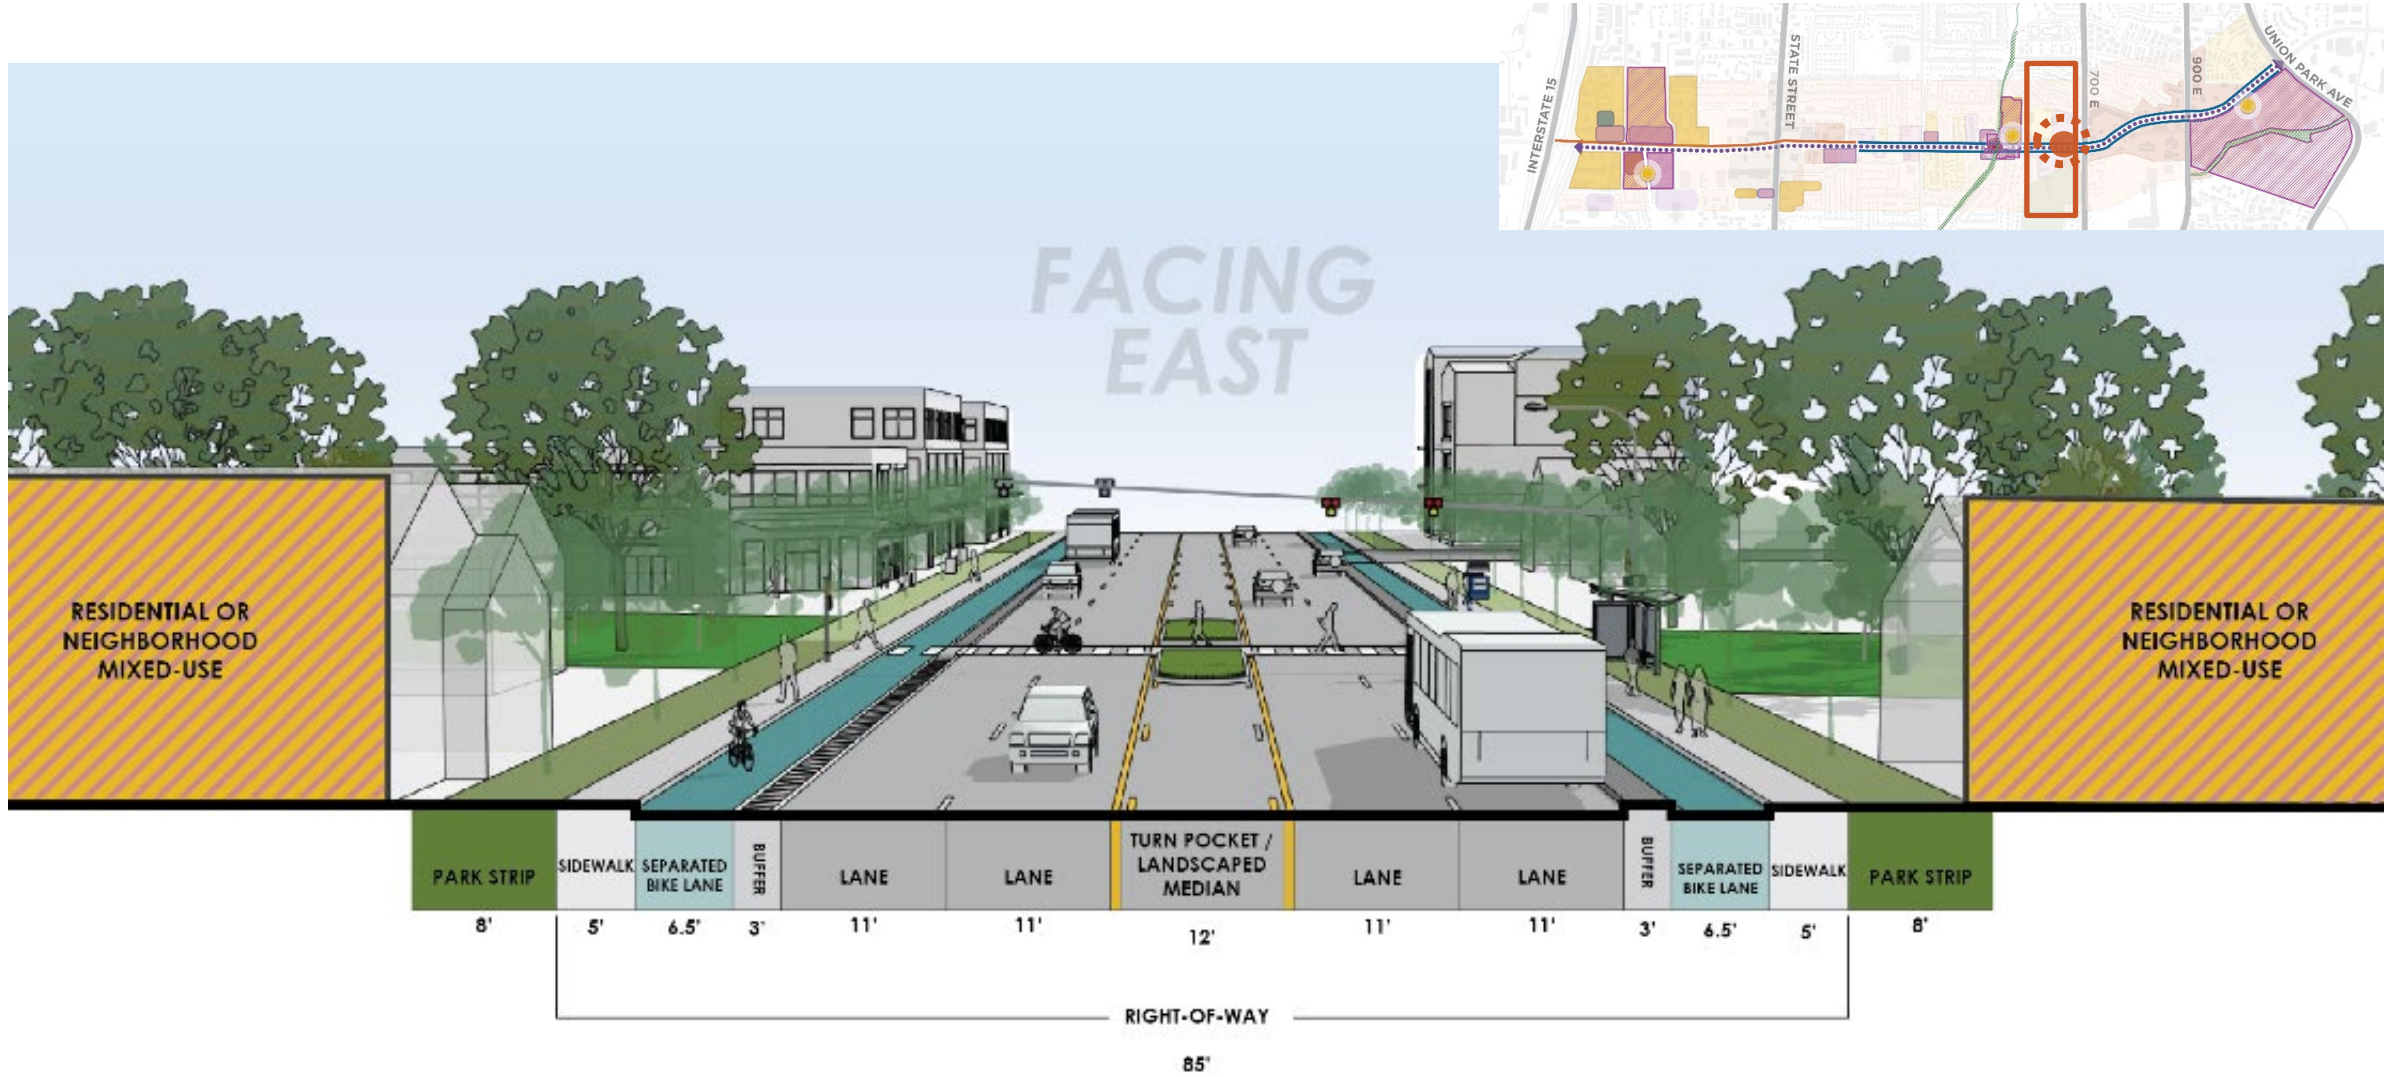 INTERSTATE 15
STATE STREET
700 E
900 E
UNION PARK AVE
FACING
EAST
RESIDENTIAL OR
NEIGHBORHOOD
MIXED-USE
RESIDENTIAL OR
NEIGHBORHOOD
MIXED-USE
PARK STRIP
SIDEWALK
SEPARATED
BIKE LANE
BUFFER
LANE
LANE
TURN POCKET /
LANDSCAPED
MEDIAN
LANE
LANE
BUFFER
SEPARATED
BIKE LANE
SIDEWALK
PARK STRIP
8'
5'
6.5'
3'
11'
11'
12'
11'
11'
3'
6.5'
5'
8'
RIGHT-OF-WAY
85'